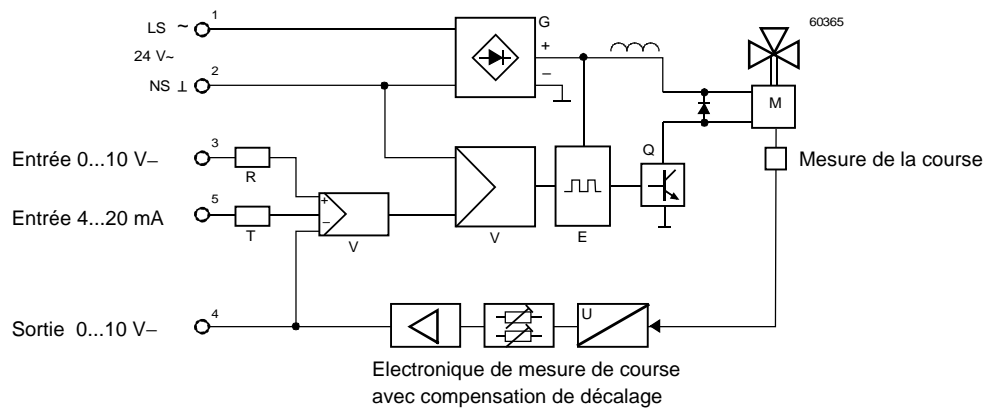 LS ~ 1
G
60365
24 V~
+
–
NS ⊥ 2
M
Entrée 0...10 V– 3
R
Q
Mesure de la course
+
–
Entrée 4...20 mA 5
T
V
V
E
Sortie 0...10 V– 4
U
Electronique de mesure de course
avec compensation de décalage